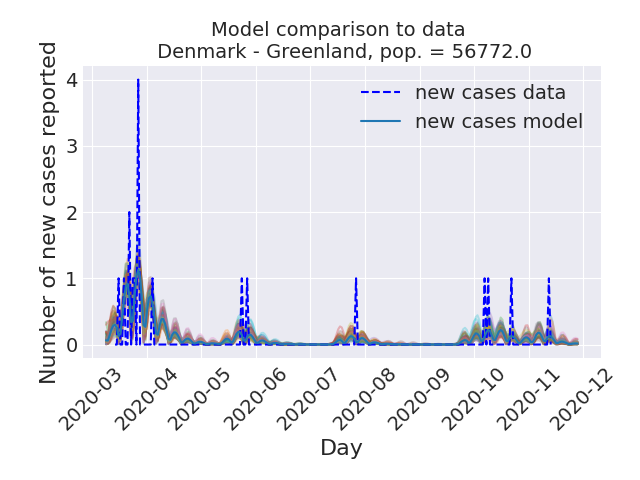 Model comparison to data
Denmark - Greenland, pop. = 56772.0
new cases data
new cases model
Number of new cases reported
4
3
2
1
0
2020-03
2020-04
2020-05
2020-06
2020-07
2020-08
2020-09
2020-10
2020-11
2020-12
Day